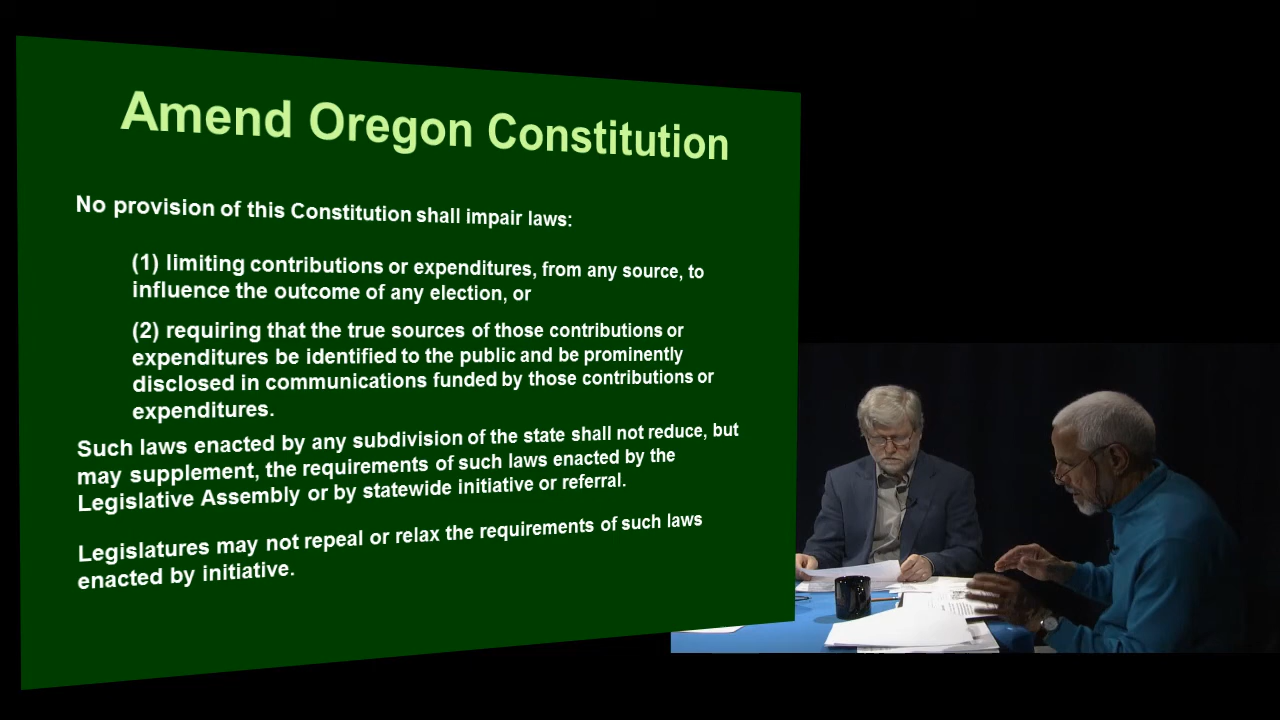 Amend Oregon Constitution
No provision of this Constitution shall impair laws:
(1) limiting contributions or expenditures, from any source, to
influence the outcome of any election, or
(2) requiring that the true sources of those contributions or
expenditures be identified to the public and be prominently
disclosed in communications funded by those contributions or
expenditures.
Such laws enacted by any subdivision of the state shall not reduce, but
may supplement, the requirements of such laws enacted by the
Legislative Assembly or by statewide initiative or referral.
Legislatures may not repeal or relax the requirements of such laws
enacted by initiative.